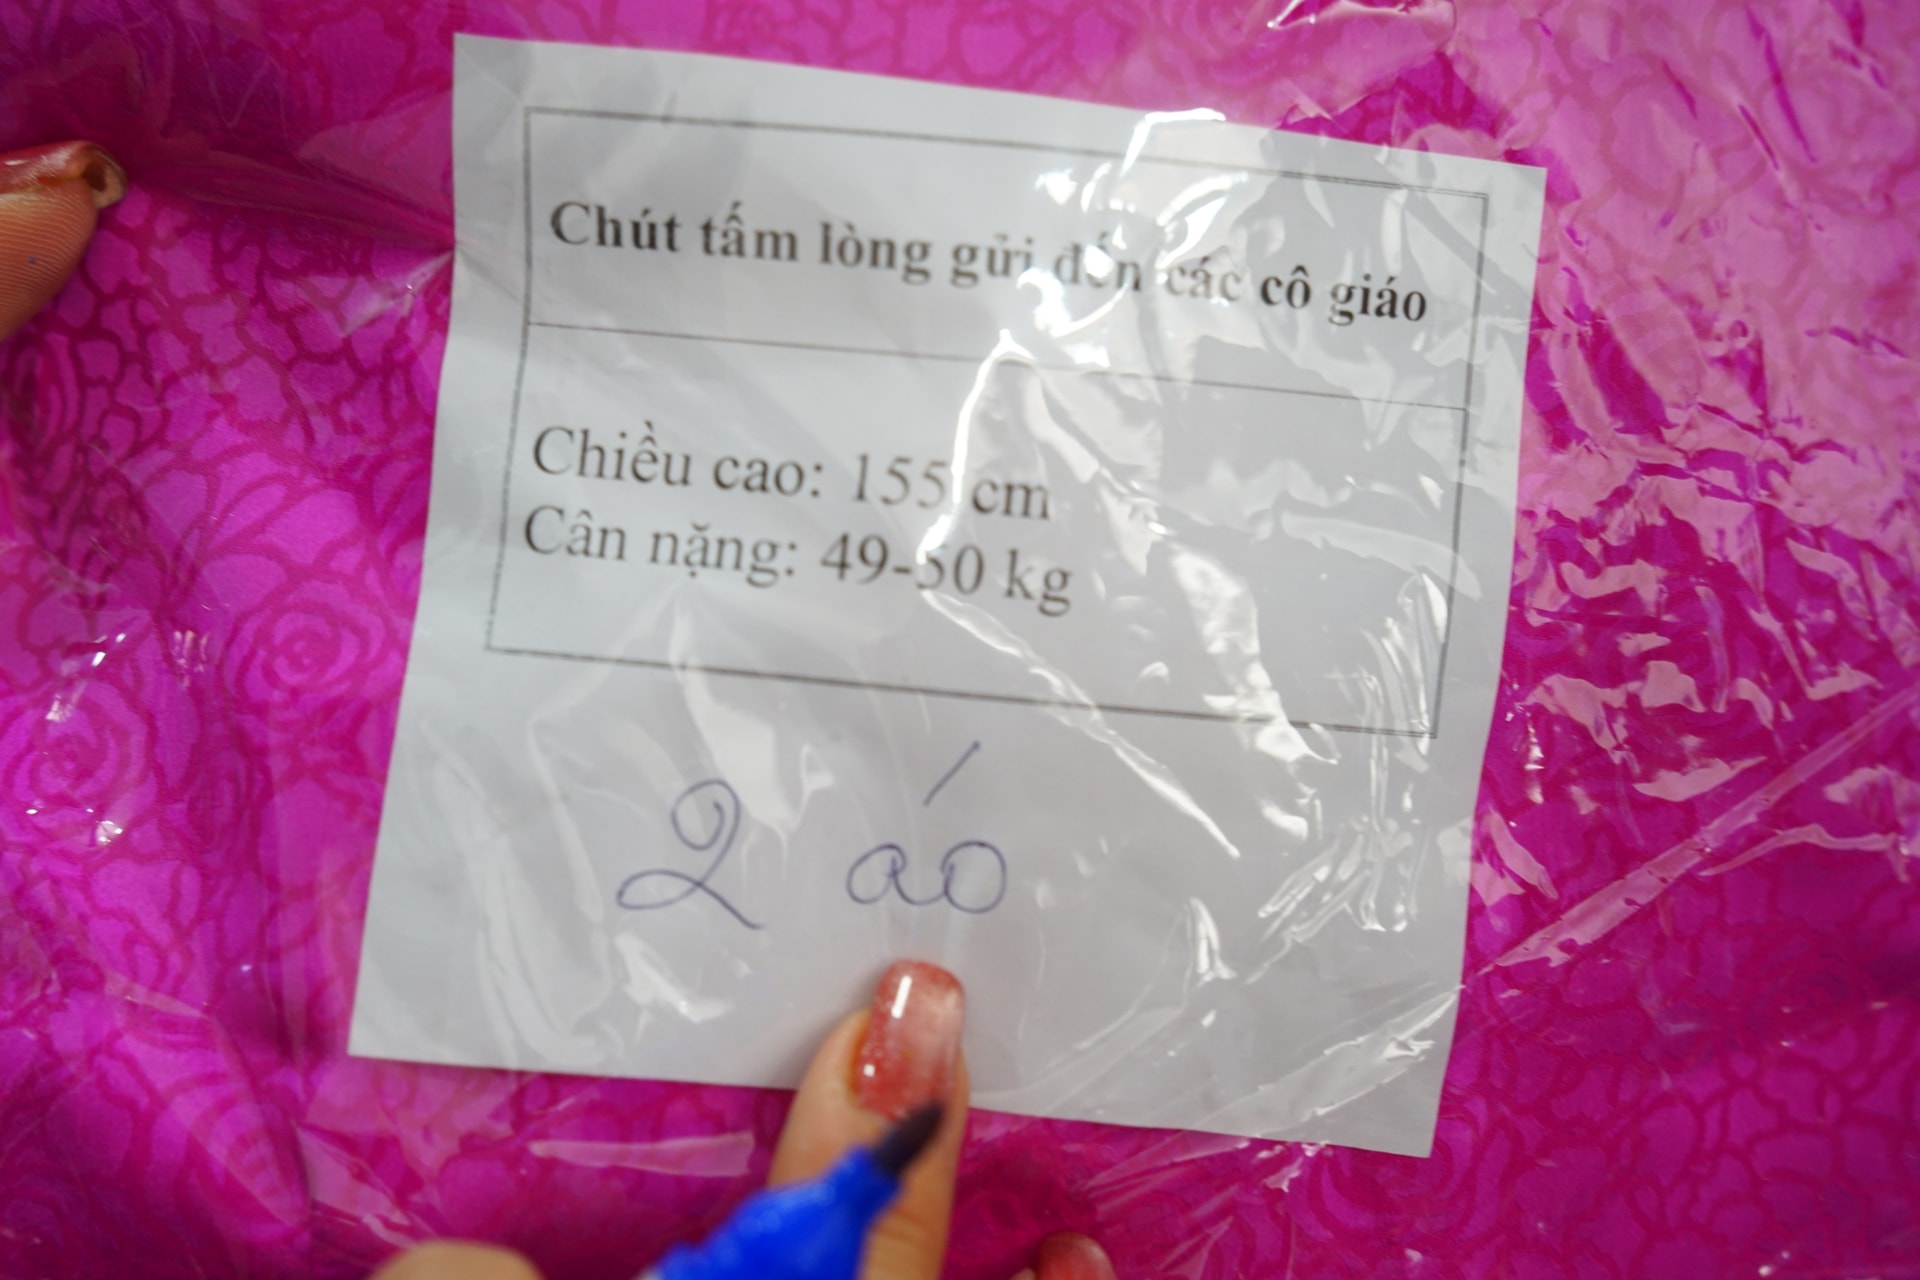 Chút tấm lòng gửi đến các cô giáo
Chiều cao: 155 cm
Cân nặng: 49-50 kg
2 áo